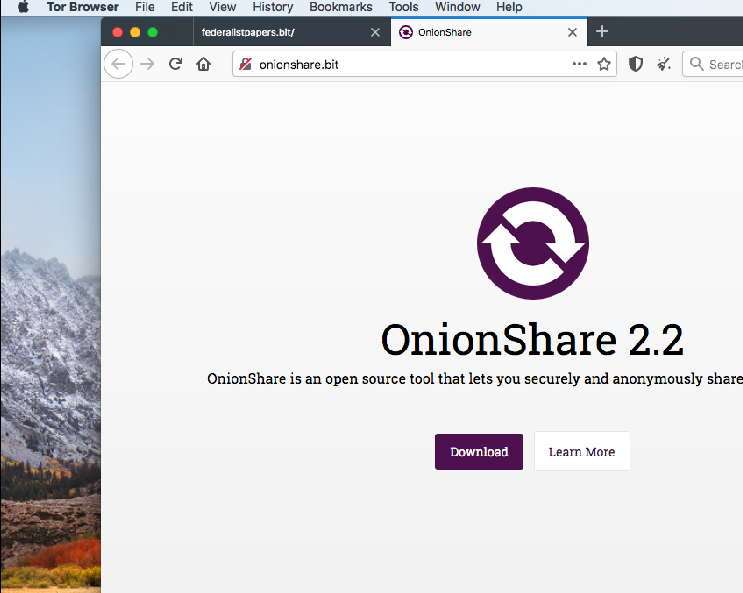 Tor Browser File Edit View History Bookmarks Tools Window Help
federalistpapers.bit/ OnionShare
onionshare.bit Search
OnionShare 2.2
OnionShare is an open source tool that lets you securely and anonymously share
Download Learn More